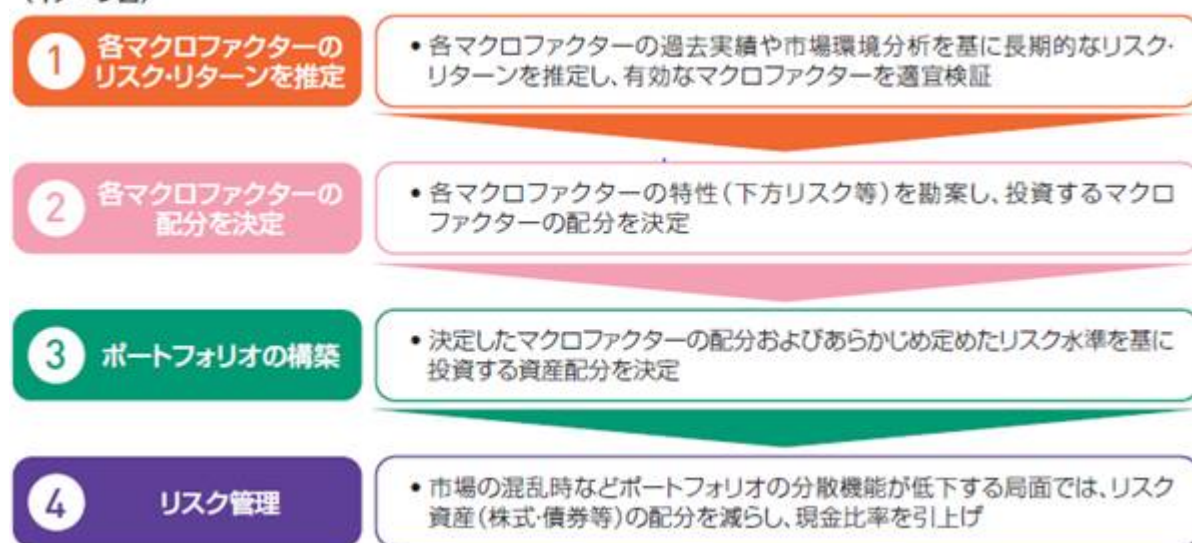 1
各マクロファクターの
リスク・リターンを推定
• 各マクロファクターの過去実績や市場環境分析を基に長期的なリスク・
リターンを推定し、有効なマクロファクターを適宜検証
2
各マクロファクターの
配分を決定
• 各マクロファクターの特性(下方リスク等)を勘案し、投資するマクロ
ファクターの配分を決定
3
ポートフォリオの構築
• 決定したマクロファクターの配分およびあらかじめ定めたリスク水準を基に
投資する資産配分を決定
4
リスク管理
• 市場の混乱時などポートフォリオの分散機能が低下する局面では、リスク
資産(株式・債券等)の配分を減らし、現金比率を引上げ